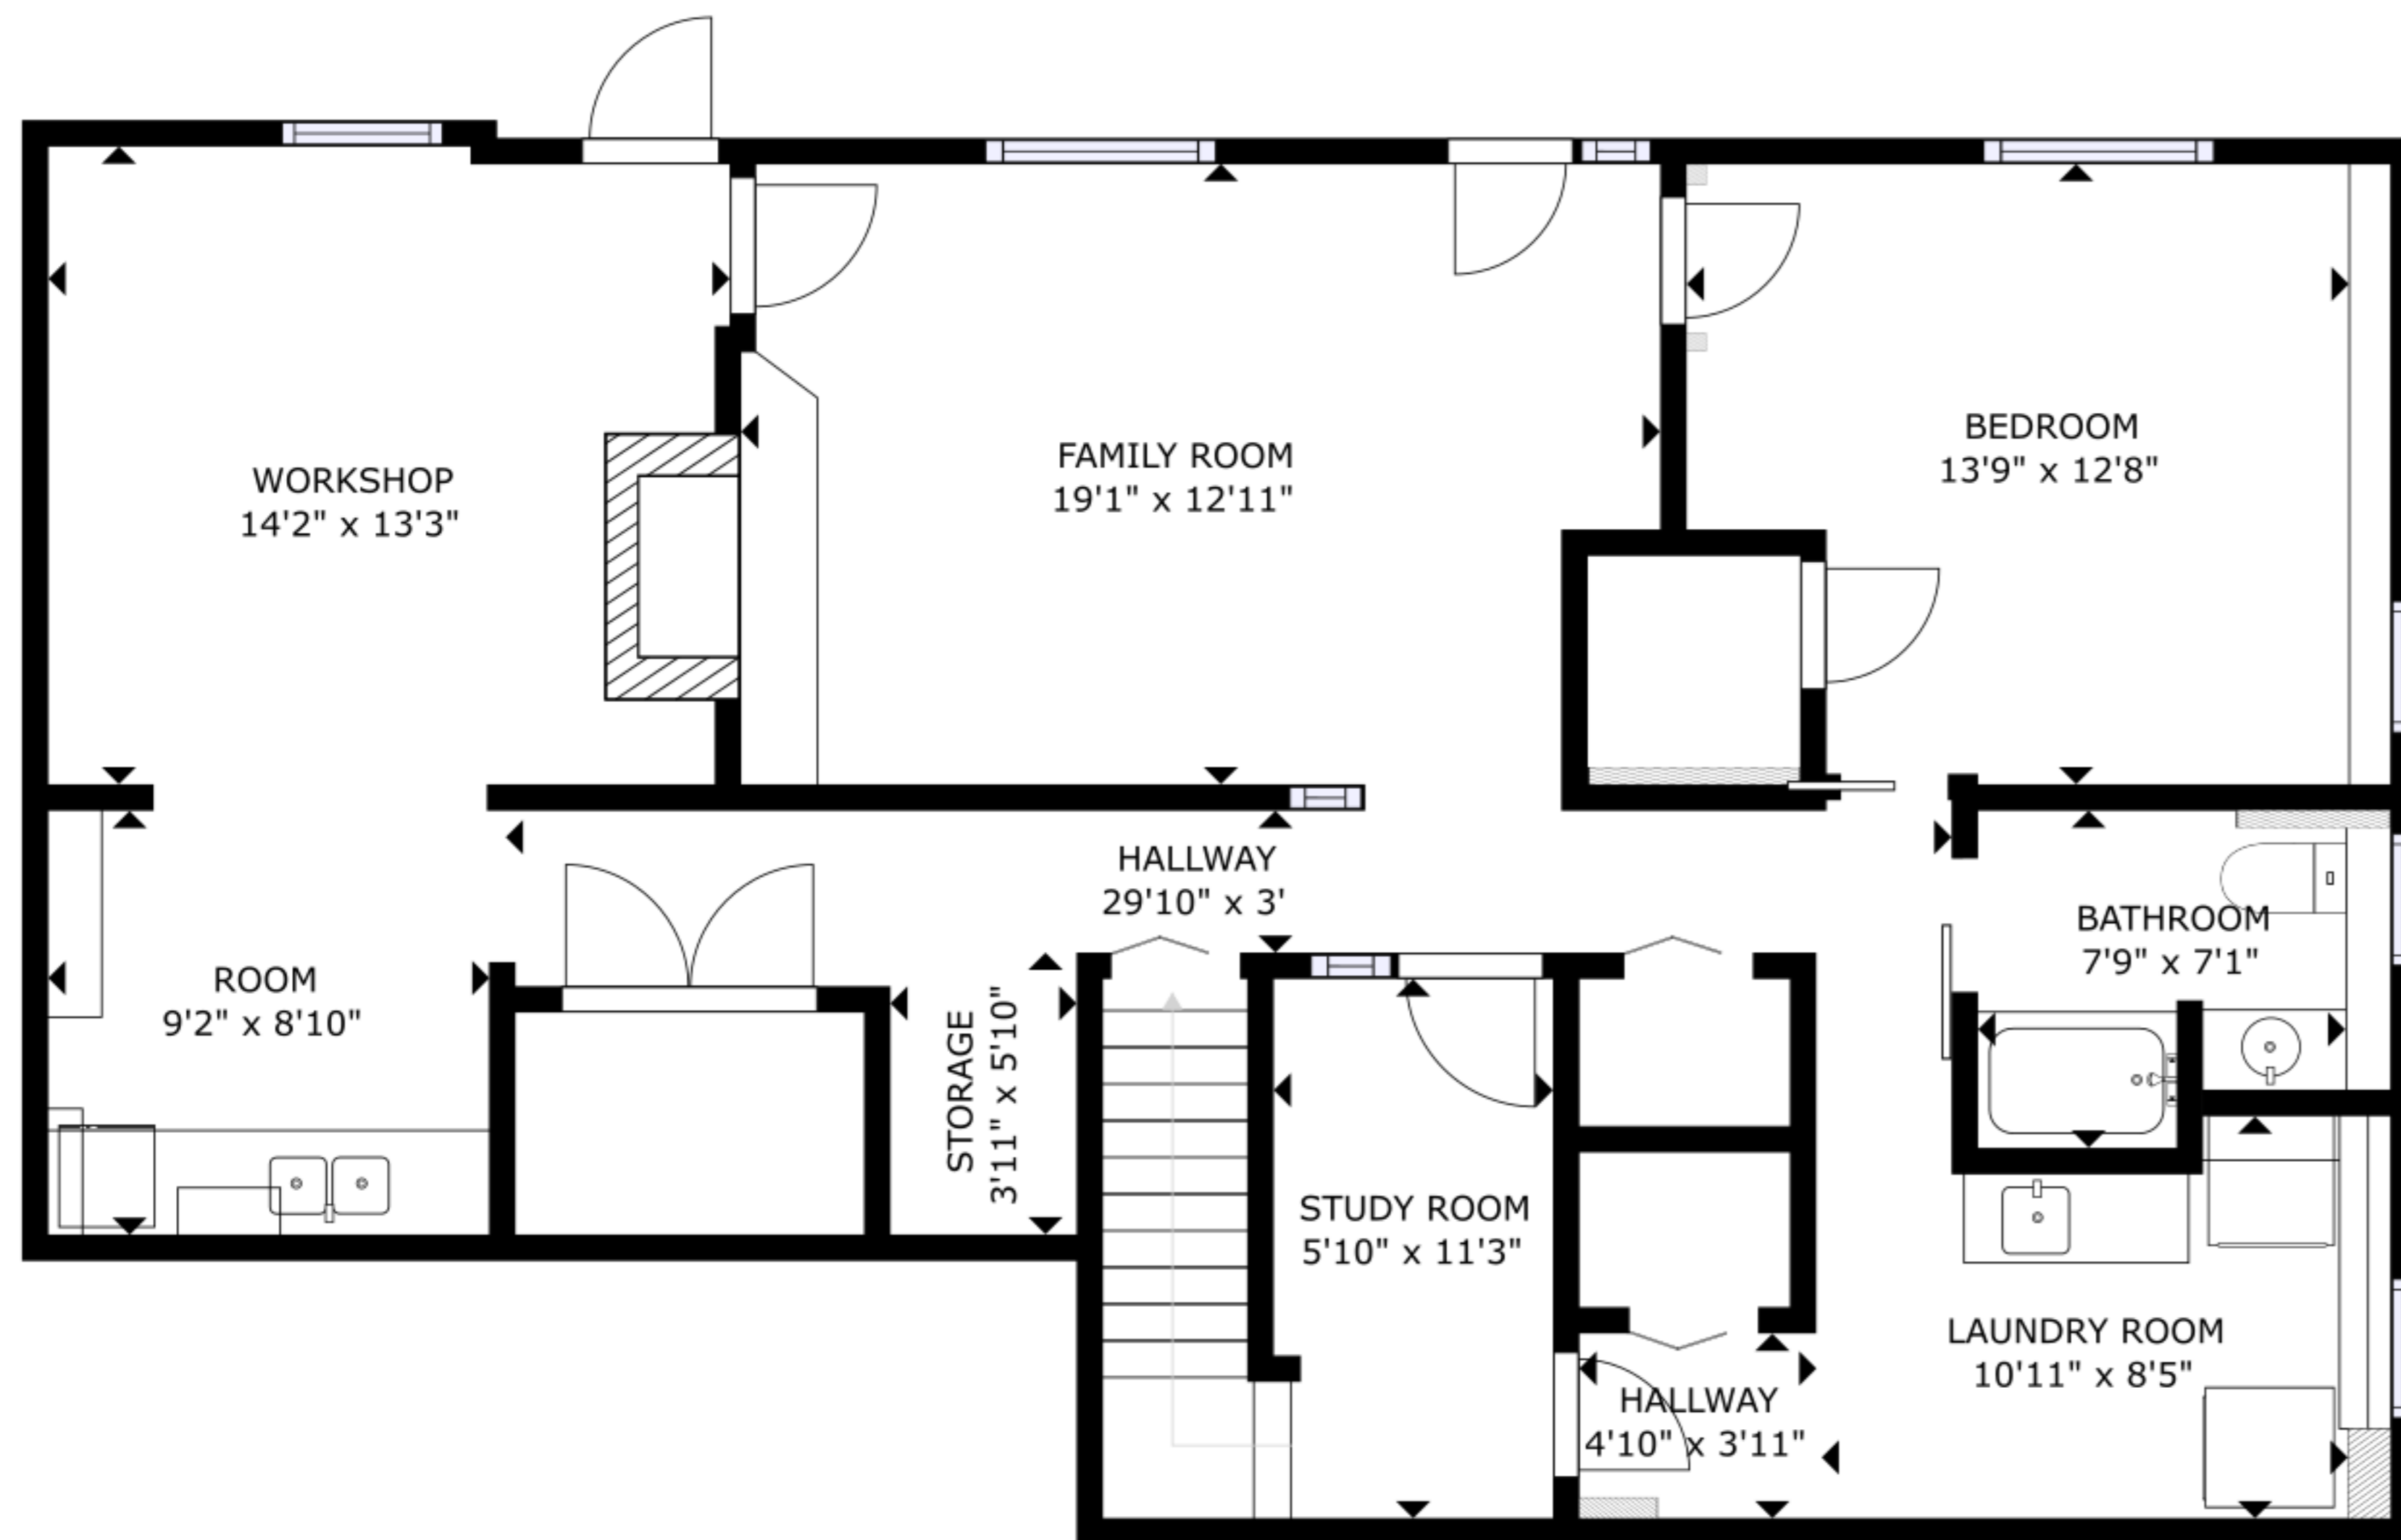 WORKSHOP
14'2" x 13'3"
FAMILY ROOM
19'1" x 12'11"
BEDROOM
13'9" x 12'8"
HALLWAY
29'10" x 3'
BATHROOM
7'9" x 7'1"
ROOM
9'2" x 8'10"
STORAGE
3'11" x 5'10"
STUDY ROOM
5'10" x 11'3"
LAUNDRY ROOM
10'11" x 8'5"
HALLWAY
4'10" x 3'11"